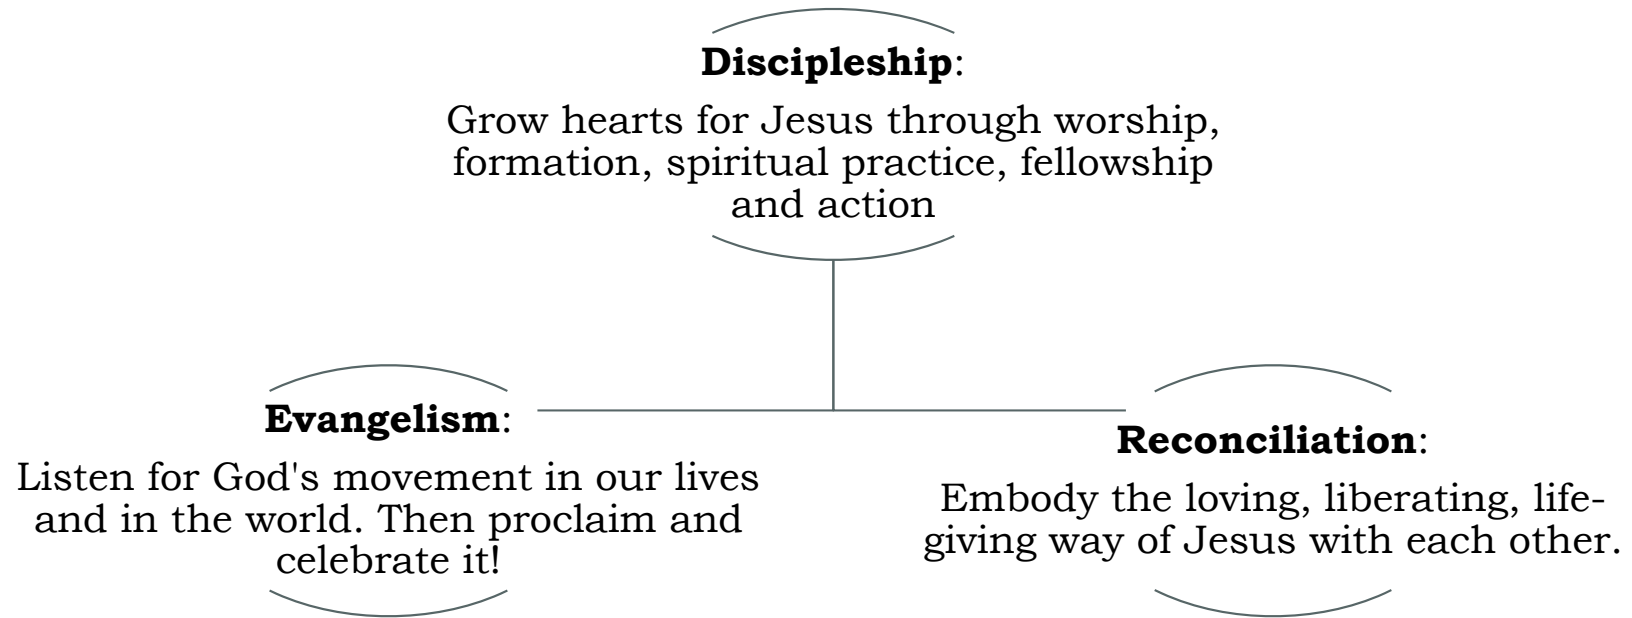 Discipleship:
Grow hearts for Jesus through worship,
formation, spiritual practice, fellowship
and action
Evangelism:
Listen for God's movement in our lives
and in the world. Then proclaim and
celebrate it!
Reconciliation:
Embody the loving, liberating, life-
giving way of Jesus with each other.